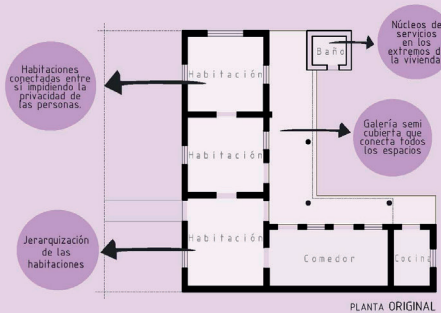 Núcleos de
servicios
en los
extremos de
la vivienda
Baño
Habitaciones
conectadas entre
sí impidiendo la
privacidad de
las personas.
Habitación
Galería semi
cubierta que
conecta todos
los espacios
Habitación
Jerarquización
de las
habitaciones
Habitación
Comedor
Cocina
PLANTA ORIGINAL